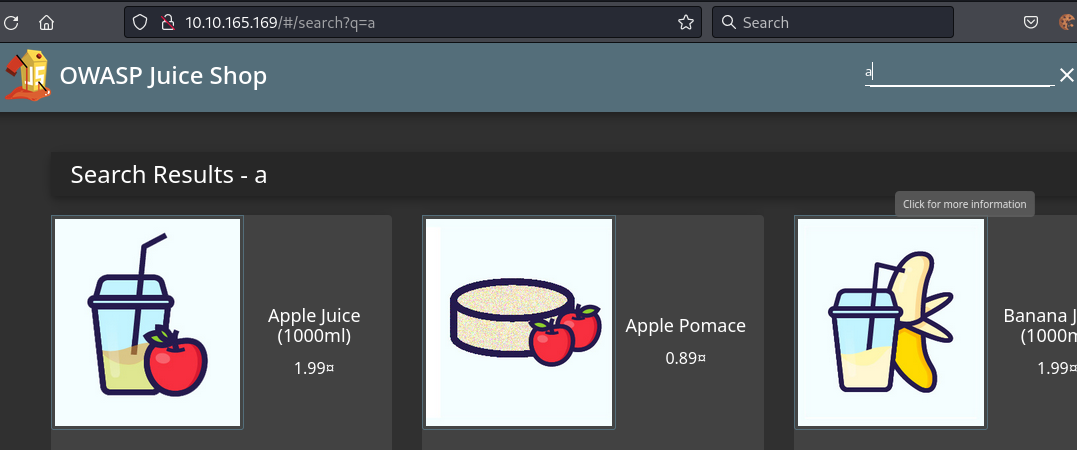 10.10.165.169/#/search?q=a
Search
JS
OWASP Juice Shop
a
Search Results - a
Click for more information
Apple Juice
(1000ml)
1.99¤
Apple Pomace
0.89¤
Banana J
(1000m
1.99¤